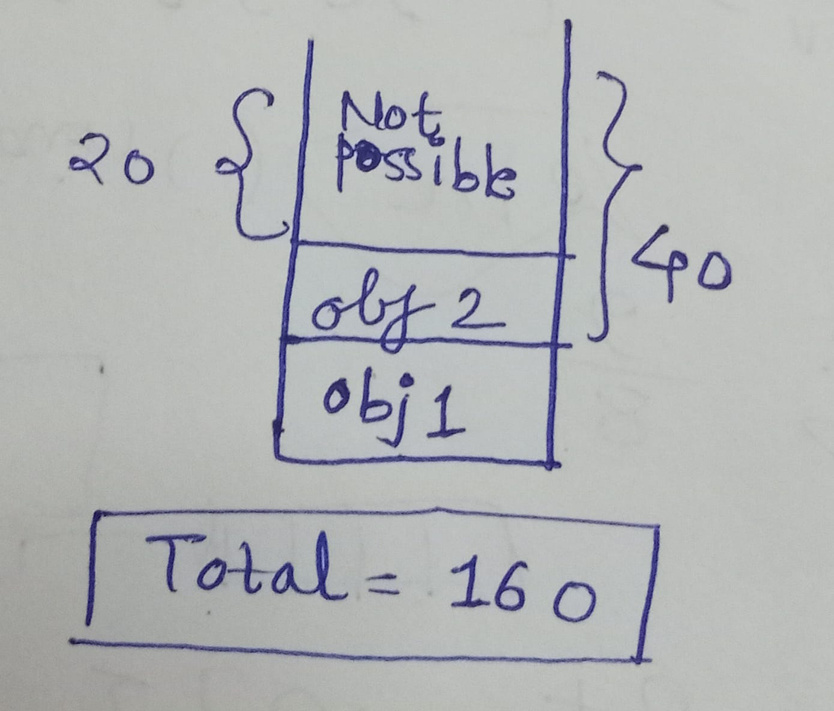 Not
possible
20
40
obj 2
obj 1
Total = 160